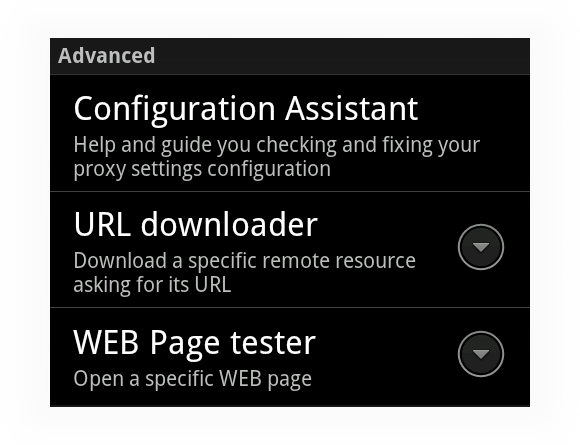 Advanced
Configuration Assistant
Help and guide you checking and fixing your
proxy settings configuration
URL downloader
Download a specific remote resource
asking for its URL
WEB Page tester
Open a specific WEB page